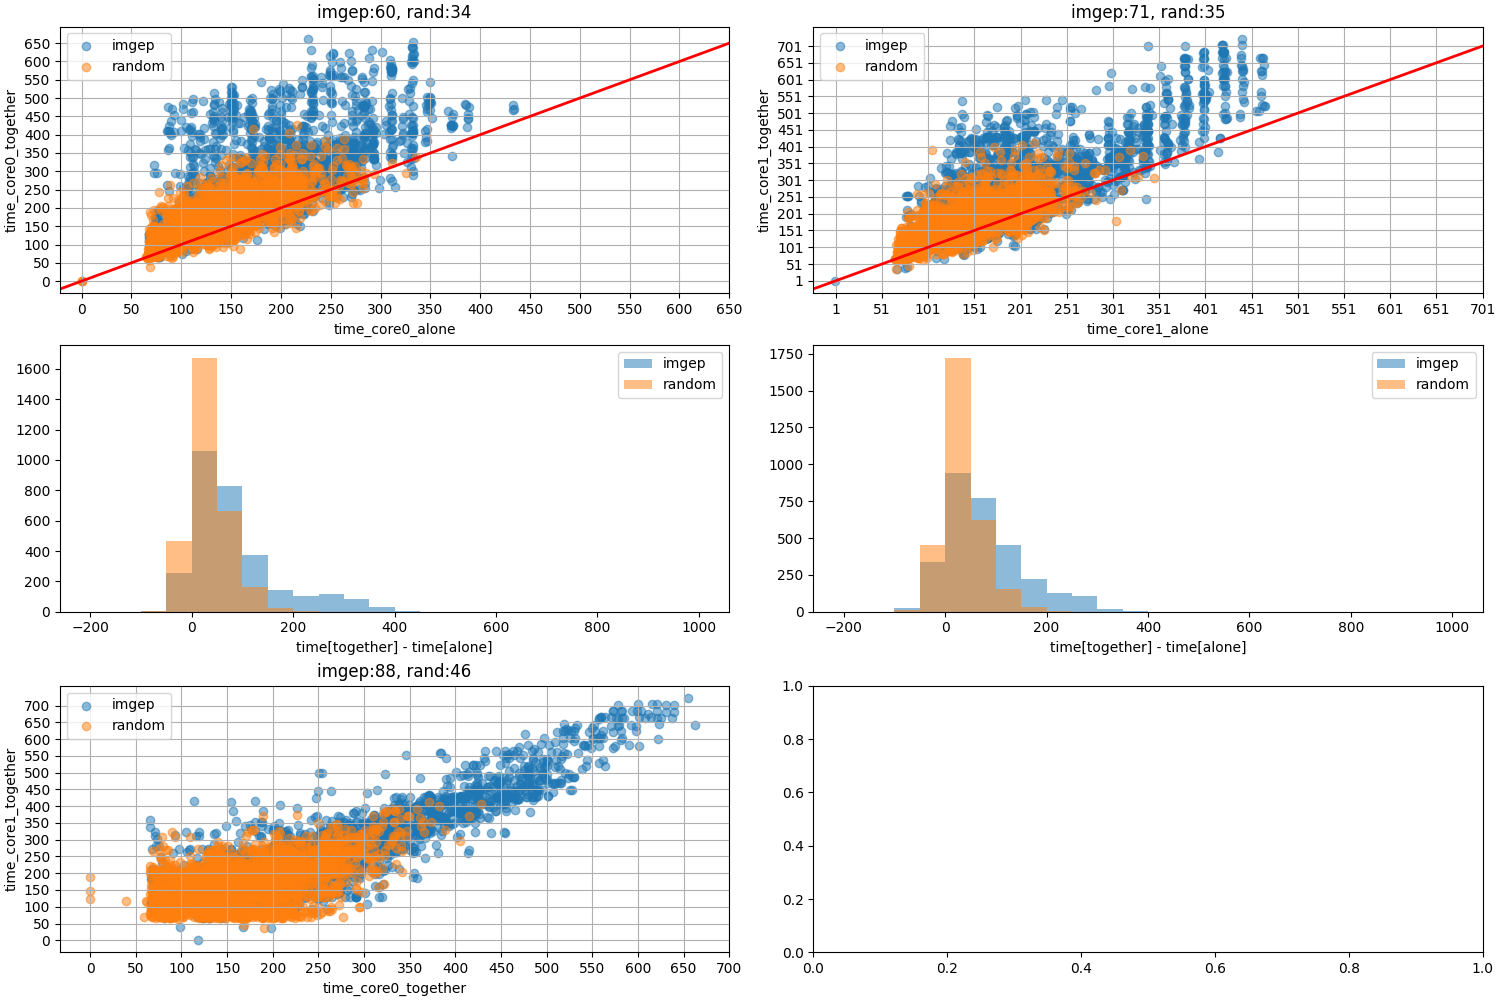 imgep:60, rand:34
imgep
random
650
600
550
500
450
400
350
300
250
200
150
100
50
0
time_core0_together
0 50 100 150 200 250 300 350 400 450 500 550 600 650
time_core0_alone
imgep:71, rand:35
imgep
random
701
651
601
551
501
451
401
351
301
251
201
151
101
51
1
time_core1_together
1 51 101 151 201 251 301 351 401 451 501 551 601 651 701
time_core1_alone
imgep
random
1600
1400
1200
1000
800
600
400
200
0
−200 0 200 400 600 800 1000
time[together] - time[alone]
imgep
random
1750
1500
1250
1000
750
500
250
0
−200 0 200 400 600 800 1000
time[together] - time[alone]
imgep:88, rand:46
imgep
random
700
650
600
550
500
450
400
350
300
250
200
150
100
50
0
time_core1_together
0 50 100 150 200 250 300 350 400 450 500 550 600 650 700
time_core0_together
1.0
0.8
0.6
0.4
0.2
0.0
0.0 0.2 0.4 0.6 0.8 1.0